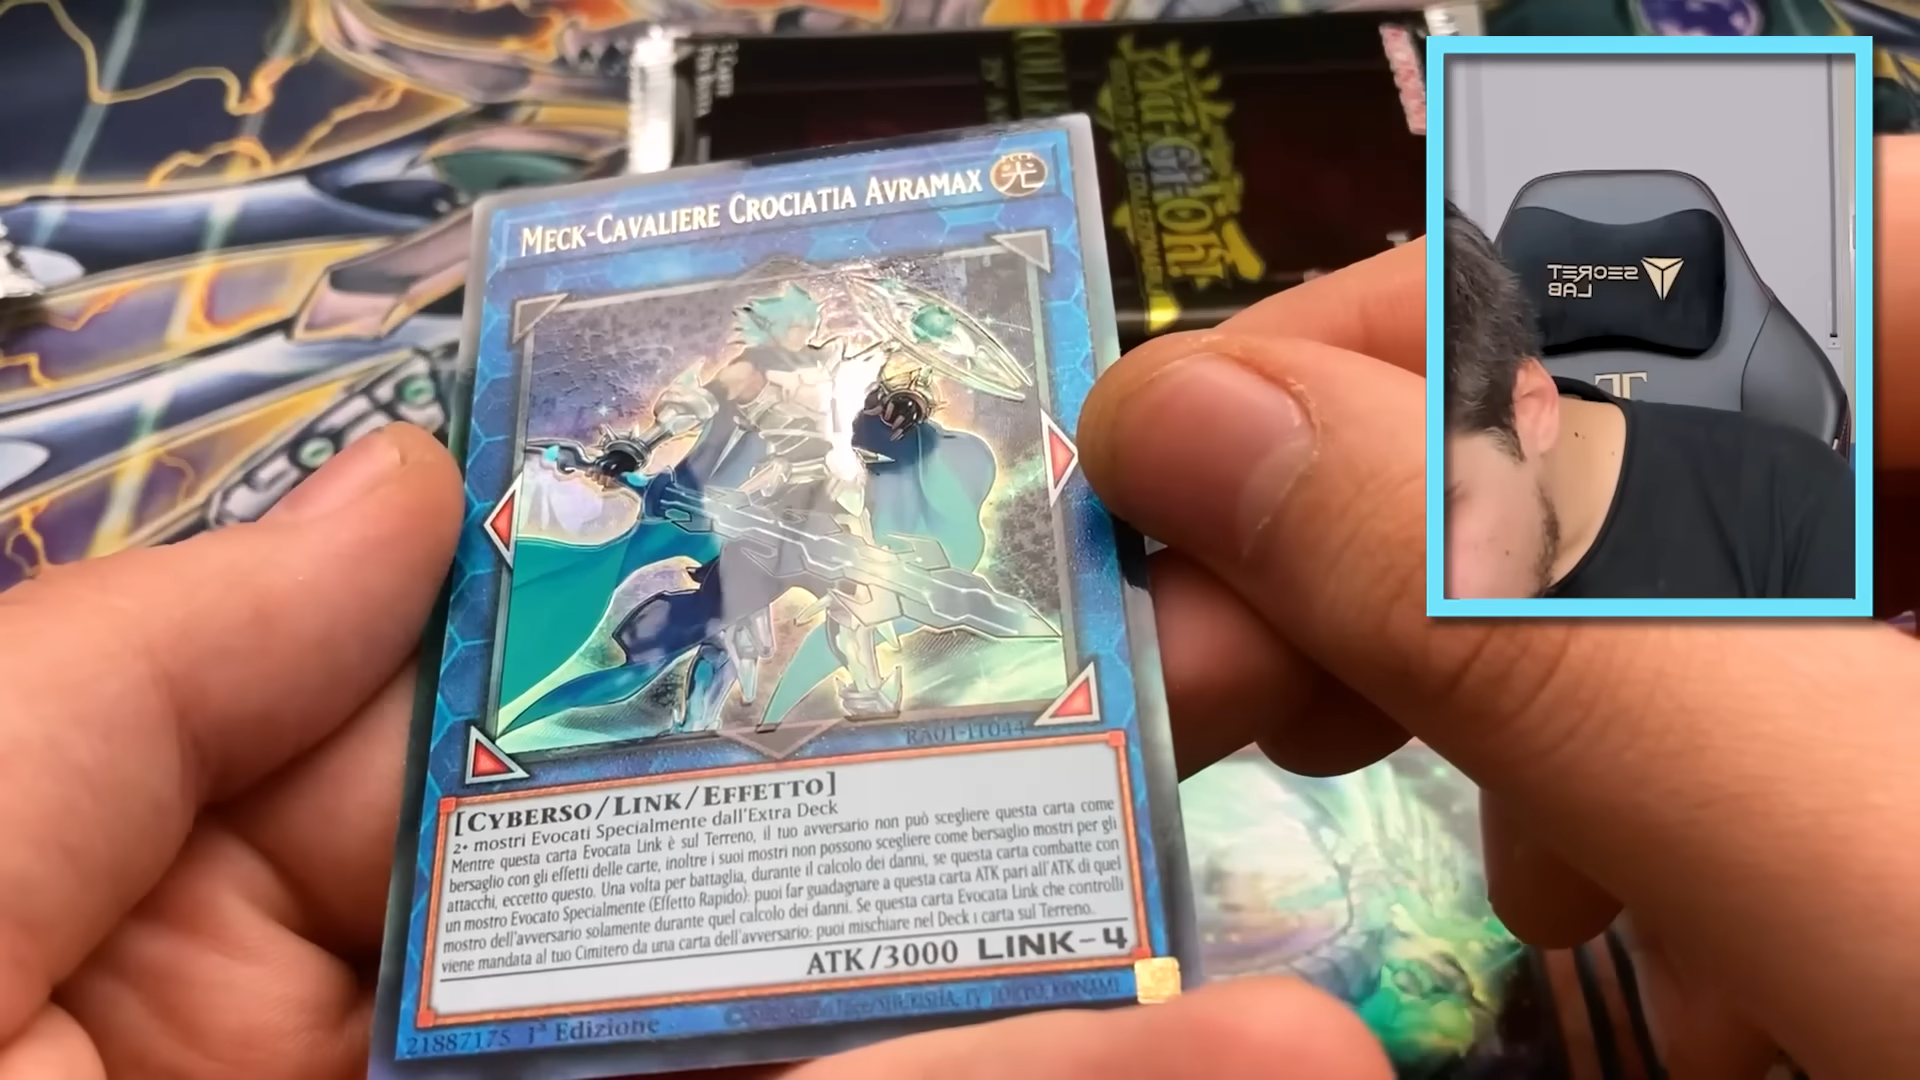 Meck-Cavaliere Crociatia Avramax
光
RA01-IT044
[Cyberso/Link/Effetto]
2+ mostri Evocati Specialmente dall'Extra Deck
Mentre questa carta Evocata Link è sul Terreno, il tuo avversario non può scegliere questa carta come
bersaglio con gli effetti delle carte, inoltre i suoi mostri non possono scegliere come bersaglio mostri per gli
attacchi, eccetto questo. Una volta per battaglia, durante il calcolo dei danni, se questa carta combatte con
un mostro Evocato Specialmente (Effetto Rapido): puoi far guadagnare a questa carta ATK pari all'ATK di quel
mostro dell'avversario solamente durante quel calcolo dei danni. Se questa carta Evocata Link che controlli
viene mandata al tuo Cimitero da una carta dell'avversario: puoi mischiare nel Deck 1 carta sul Terreno.
ATK/3000 LINK-4
21887175 1ª Edizione
Yu-Gi-Oh!
SECRET
LAB